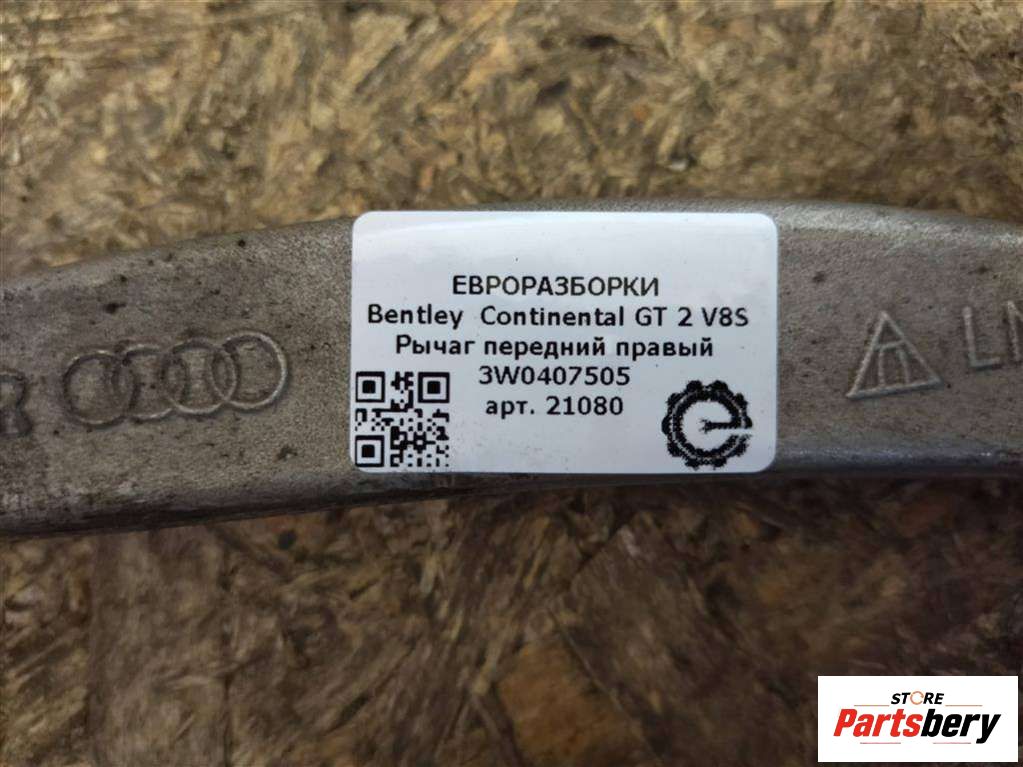 ЕВРОРАЗБОРКИ
Bentley Continental GT 2 V8S
Рычаг передний правый
3W0407505
арт. 21080
R
STORE
Partsbery